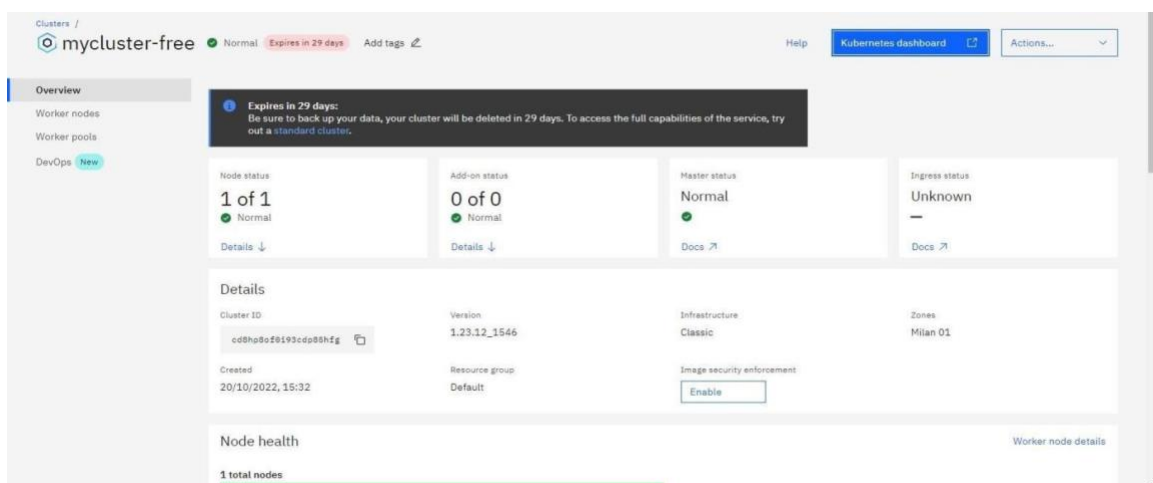 Clusters /
mycluster-free Normal Expires in 29 days Add tags Help Kubernetes dashboard Actions...
Overview
Worker nodes
Worker pools
DevOps New
Expires in 29 days:
Be sure to back up your data, your cluster will be deleted in 29 days. To access the full capabilities of the service, try
out a standard cluster.
Node status Add-on status Master status Ingress status
1 of 1 0 of 0 Normal Unknown
Normal Normal —
Details ↓ Details ↓ Docs ↗ Docs ↗
Details
Cluster ID Version Infrastructure Zones
1.23.12_1546 Classic Milan 01
Created Resource group Image security enforcement
20/10/2022, 15:32 Default Enable
Node health Worker node details
1 total nodes